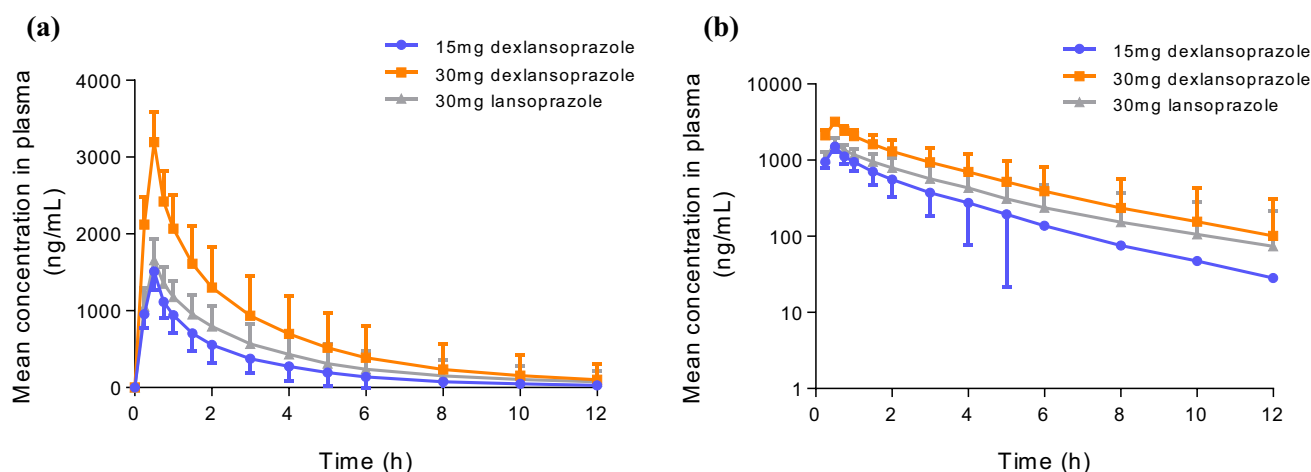 (a)
15mg dexlansoprazole
30mg dexlansoprazole
30mg lansoprazole
Mean concentration in plasma
(ng/mL)
4000
3000
2000
1000
0
0 2 4 6 8 10 12
Time (h)
(b)
15mg dexlansoprazole
30mg dexlansoprazole
30mg lansoprazole
Mean concentration in plasma
(ng/mL)
10000
1000
100
10
1
0 2 4 6 8 10 12
Time (h)